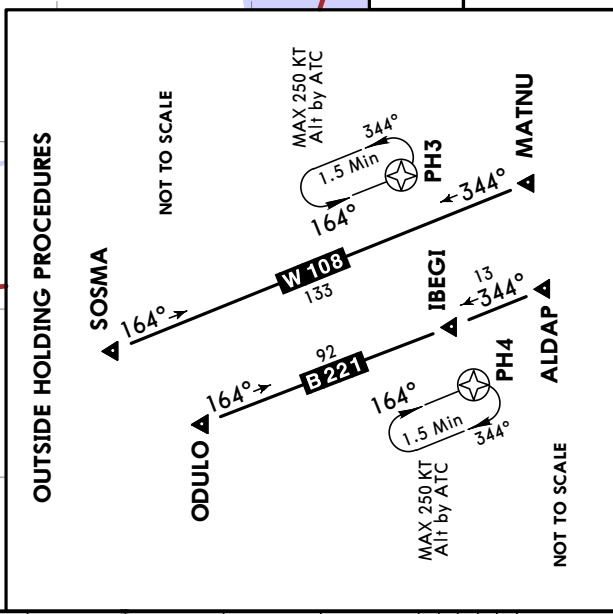 OUTSIDE HOLDING PROCEDURES
NOT TO SCALE
MAX 250 KT
Alt by ATC
344°
1.5 Min
164°
PH3
MATNU
344°
W 108
133
164°
SOSMA
IBEGI
13
344°
ALDAP
92
B 221
164°
ODULO
164°
1.5 Min
344°
PH4
MAX 250 KT
Alt by ATC
NOT TO SCALE